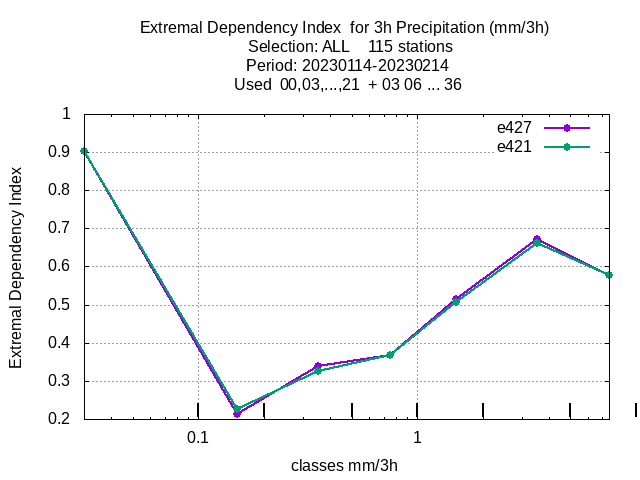 Extremal Dependency Index  for 3h Precipitation (mm/3h)
Selection: ALL    115 stations
Period: 20230114-20230214
Used  00,03,...,21  + 03 06 ... 36
e427
e421
1
0.9
0.8
0.7
0.6
0.5
0.4
0.3
0.2
Extremal Dependency Index
0.1
1
classes mm/3h